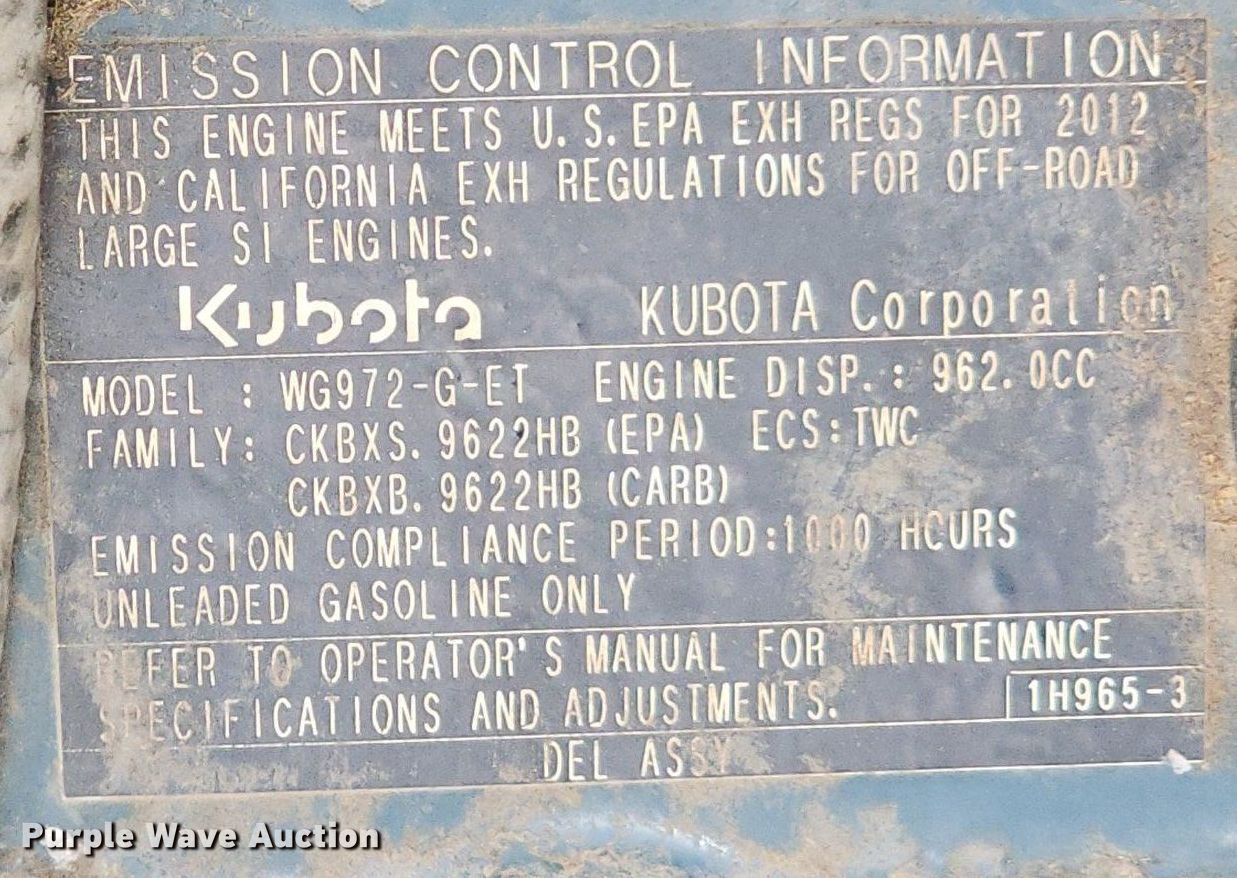 EMISSION CONTROL INFORMATION
THIS ENGINE MEETS U.S.EPA EXH REGS FOR 2012
AND CALIFORNIA EXH REGULATIONS FOR OFF-ROAD
LARGE SI ENGINES.
Kubota KUBOTA Corporation
MODEL : WG972-G-ET ENGINE DISP.: 962.0CC
FAMILY: CKBXS.9622HB (EPA) ECS:TWC
CKBXB.9622HB (CARB)
EMISSION COMPLIANCE PERIOD:1000 HOURS
UNLEADED GASOLINE ONLY
REFER TO OPERATOR'S MANUAL FOR MAINTENANCE
SPECIFICATIONS AND ADJUSTMENTS. 1H965-3
DEL ASSY
Purple Wave Auction